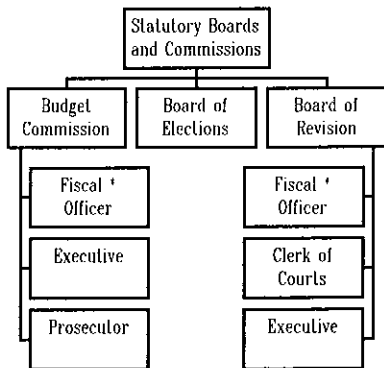 Statutory Boards
and Commissions
Budget
Commission
Board of
Elections
Board of
Revision
Fiscal *
Officer
Executive
Prosecutor
Fiscal *
Officer
Clerk of
Courts
Executive